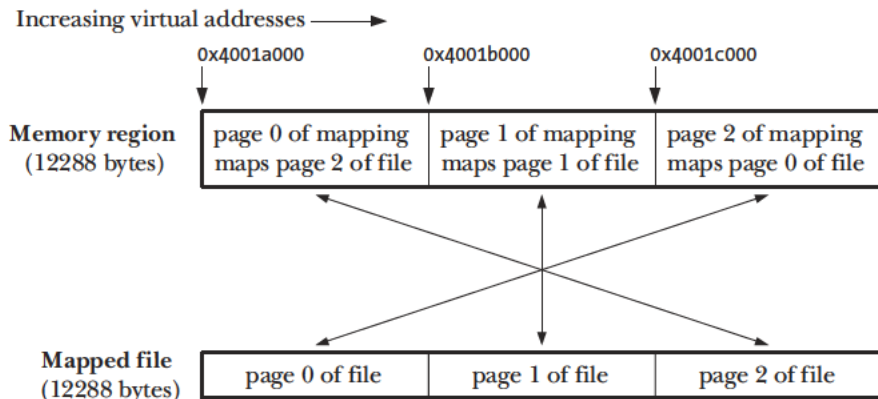 Increasing virtual addresses
0x4001a000 0x4001b000 0x4001c000
Memory region
(12288 bytes)
page 0 of mapping
maps page 2 of file
page 1 of mapping
maps page 1 of file
page 2 of mapping
maps page 0 of file
Mapped file
(12288 bytes)
page 0 of file
page 1 of file
page 2 of file